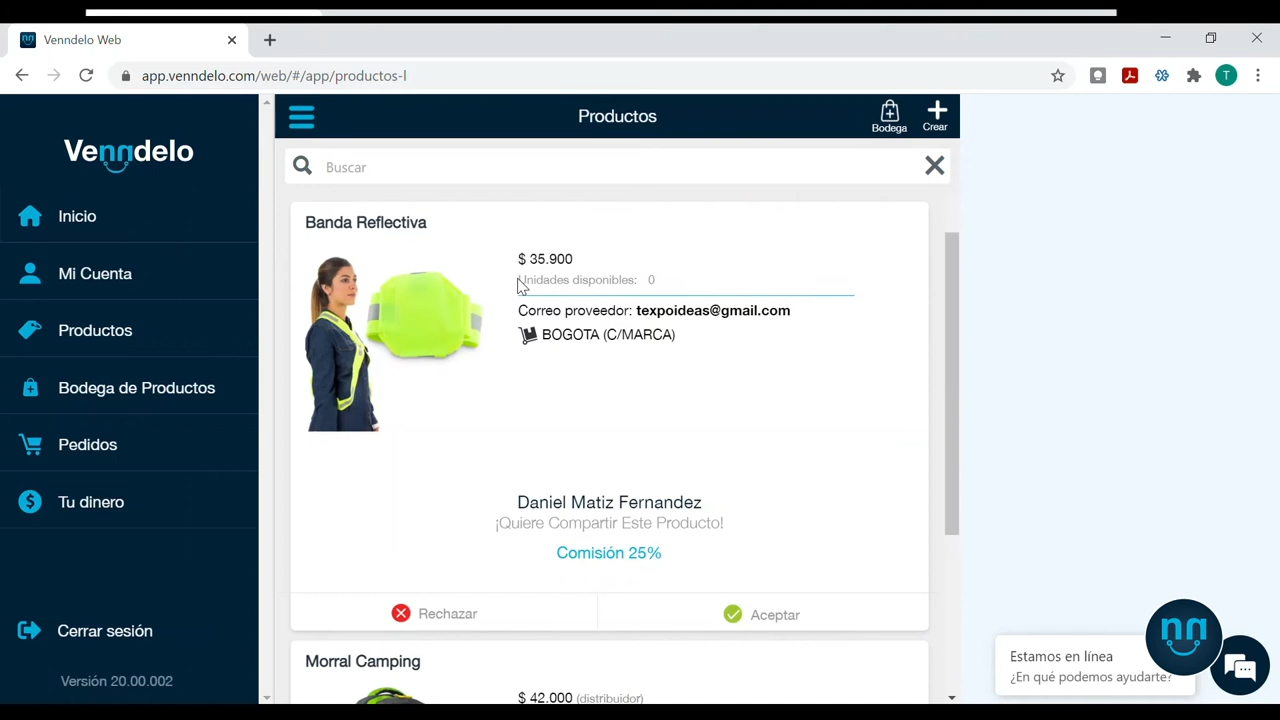 Venndelo Web
app.venndelo.com/web/#/app/productos-l
T
Venndelo
Inicio
Mi Cuenta
Productos
Bodega de Productos
Pedidos
Tu dinero
Cerrar sesión
Versión 20.00.002
Productos
Bodega
Crear
Buscar
Banda Reflectiva
$ 35.900
Unidades disponibles: 0
Correo proveedor: texpoideas@gmail.com
BOGOTA (C/MARCA)
Daniel Matiz Fernandez
¡Quiere Compartir Este Producto!
Comisión 25%
Rechazar
Aceptar
Morral Camping
$ 42.000 (distribuidor)
Estamos en línea
¿En qué podemos ayudarte?